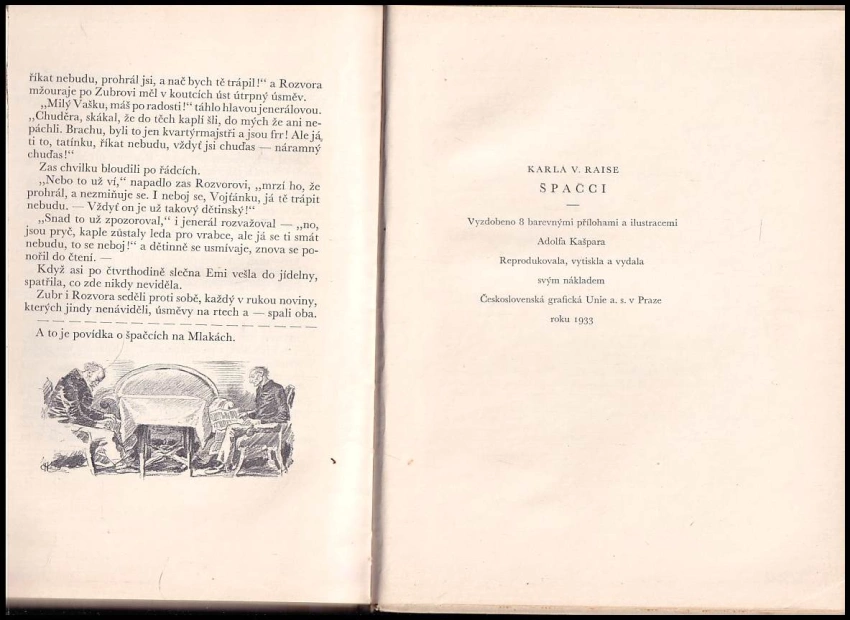 říkat nebudu, prohrál jsi, a nač bych tě trápil!“ a Rozvora
mžouraje po Zubrovi měl v koutcích úst útrpný úsměv.
„Milý Vašku, máš po radosti!“ táhlo hlavou jenerálovou.
„Chuděra, skákal, že do těch kaplí šli, do mých že ani ne-
páchli. Brachu, byli to jen kvartýrmajstři a jsou frr! Ale já,
ti to, tatínku, říkat nebudu, vždyť jsi chuďas — náramný
chuďas!“
Zas chvilku bloudili po řádcích.
„Nebo to už ví,“ napadlo zas Rozvorovi, „mrzí ho, že
prohrál, a nezmiňuje se. I neboj se, Vojťánku, já tě trápit
nebudu. — Vždyť on je už takový dětinský!“
„Snad to už zpozoroval,“ i jenerál rozvažoval — „no,
jsou pryč, kaple zůstaly leda pro vrabce, ale já se ti smát
nebudu, to se neboj!“ a dětinně se usmívaje, znova se po-
nořil do čtení. —
Když asi po čtvrthodině slečna Emi vešla do jídelny,
spatřila, co zde nikdy neviděla.
Zubr i Rozvora seděli proti sobě, každý v rukou noviny,
kterých jindy nenáviděli, úsměvy na rtech a — spali oba.
A to je povídka o špačcích na Mlakách.
KARLA V. RAISE
ŠPAČCI
Vyzdobeno 8 barevnými přílohami a ilustracemi
Adolfa Kašpara
Reprodukovala, vytiskla a vydala
svým nákladem
Československá grafická Unie a. s. v Praze
roku 1933